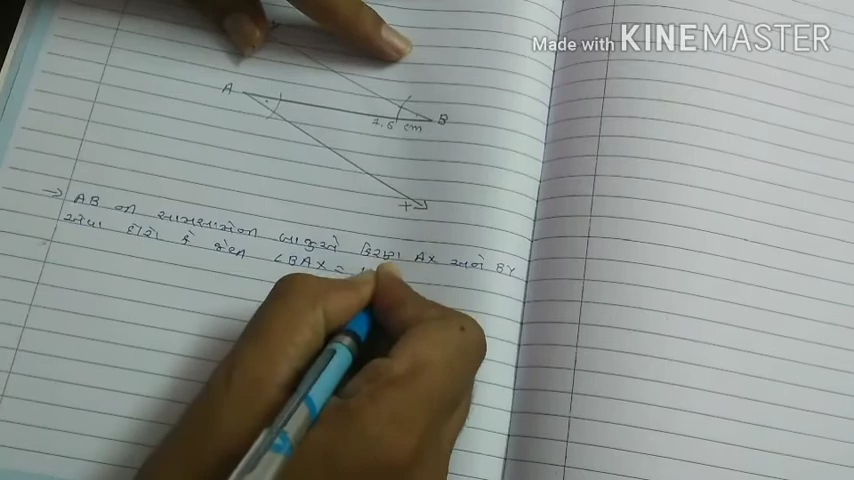 Made with KINEMASTER
Y
A
B
7.6 cm
X
→ AB ની સામસામેની બાજુએ કિરણ AX અને BY
એવા દોરો કે જેથી ∠BAX =